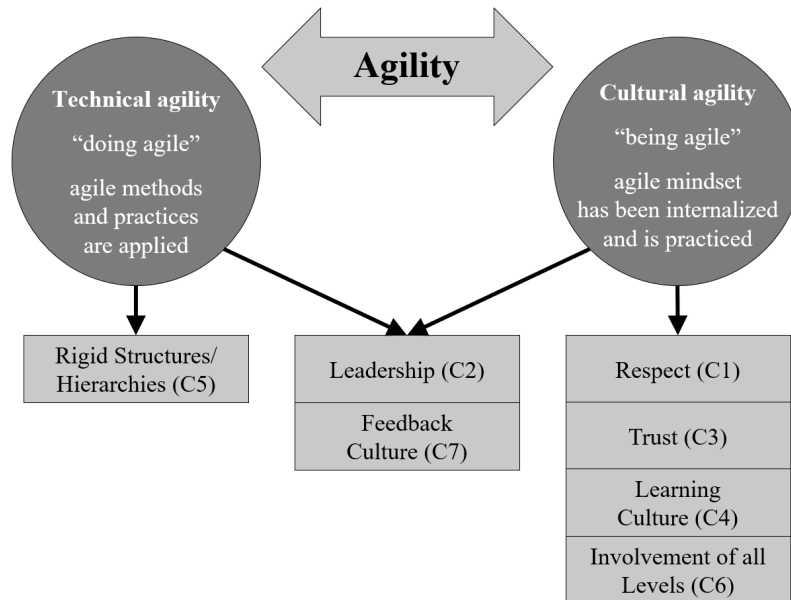 Agility
Technical agility
“doing agile”
agile methods
and practices
are applied
Cultural agility
“being agile”
agile mindset
has been internalized
and is practiced
Rigid Structures/
Hierarchies (C5)
Leadership (C2)
Feedback
Culture (C7)
Respect (C1)
Trust (C3)
Learning
Culture (C4)
Involvement of all
Levels (C6)